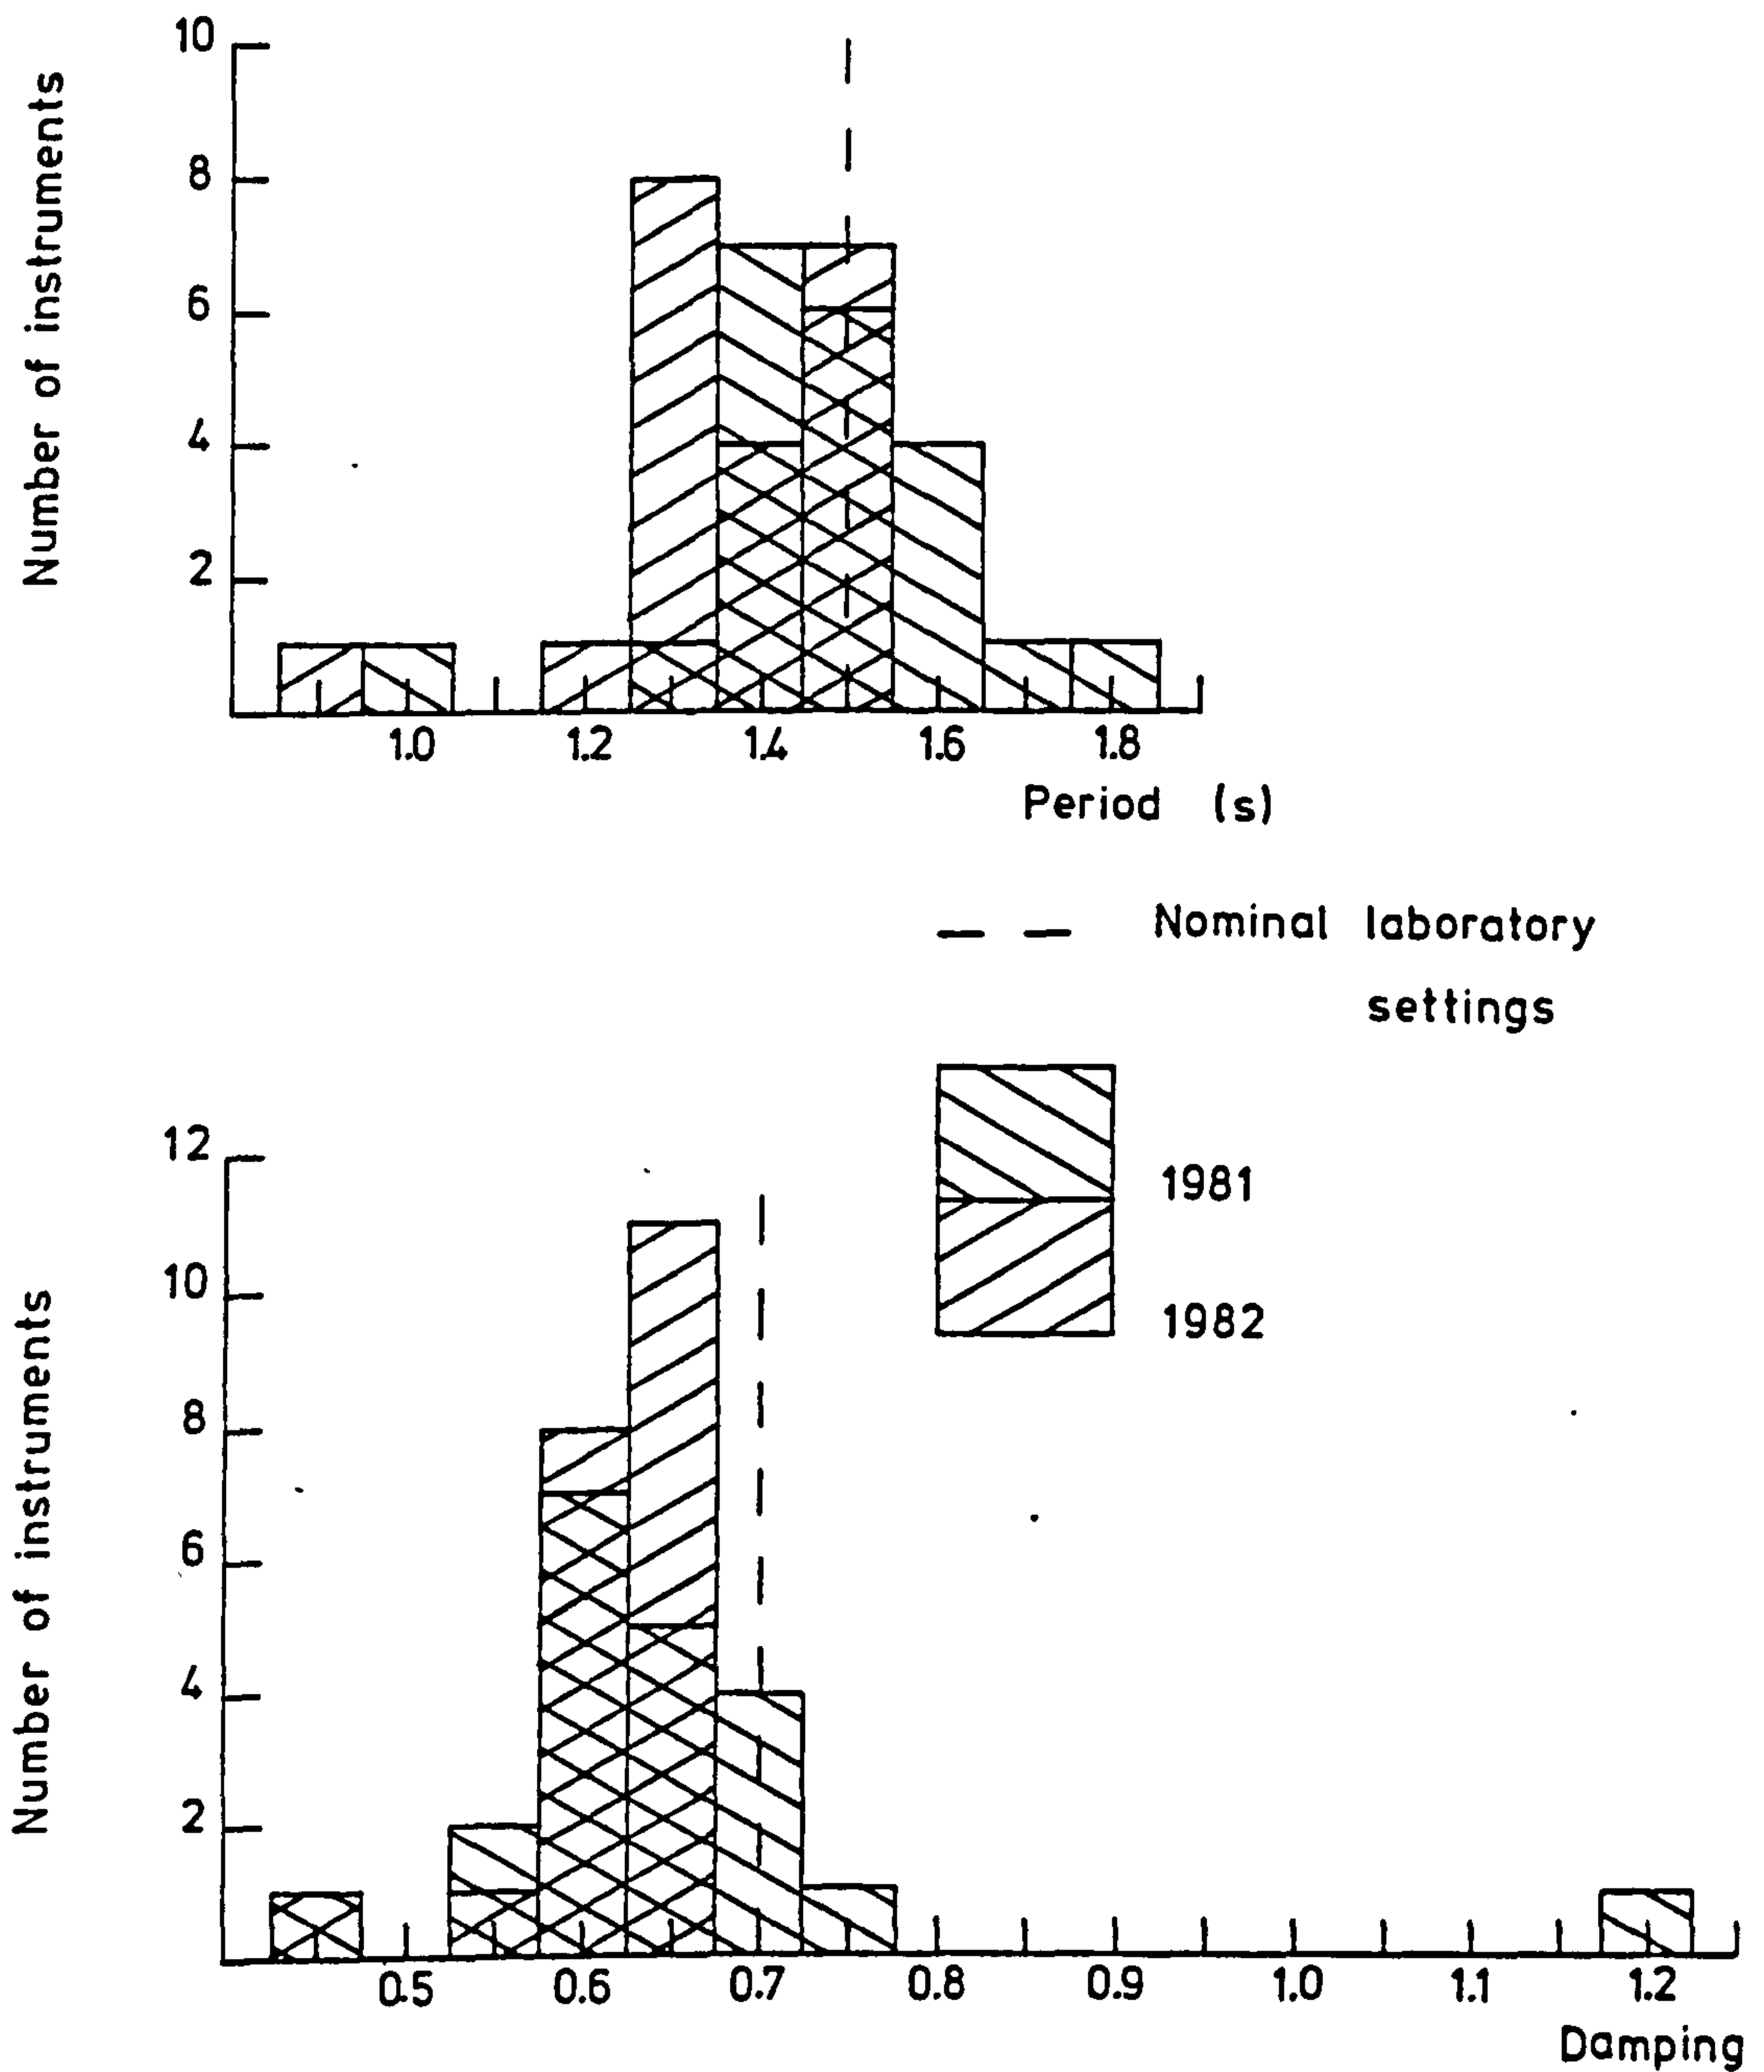 Number of instruments
10
8
6
4
2
1.0 1.2 1.4 1.6 1.8
Period (s)
Nominal laboratory
settings
1981
1982
Number of instruments
12
10
8
6
4
2
0.5 0.6 0.7 0.8 0.9 1.0 1.1 1.2
Damping